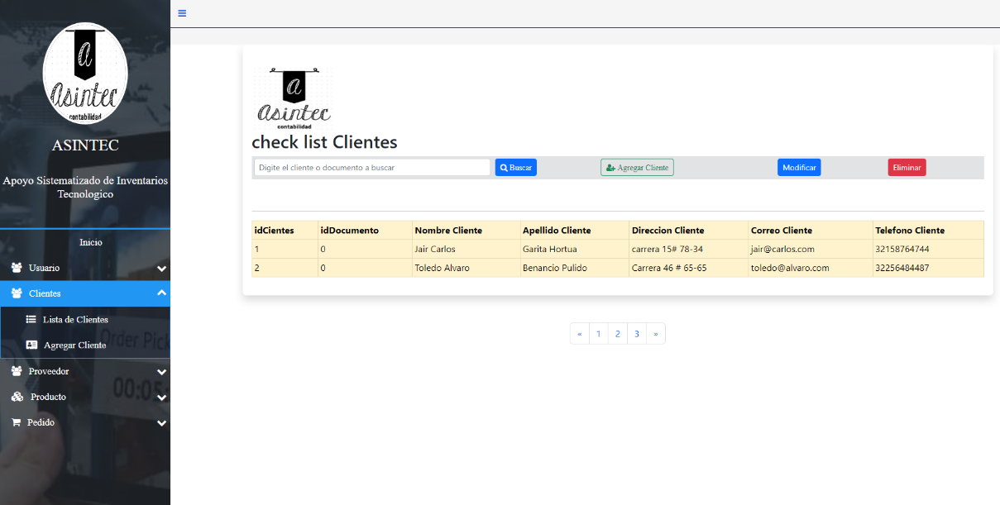 a
Asintec
contabilidad
ASINTEC
Apoyo Sistematizado de Inventarios
Tecnologico
Inicio
Usuario
Clientes
Lista de Clientes
Agregar Cliente
Proveedor
Producto
Pedido
Order Pick
00:05
a
Asintec
contabilidad
check list Clientes
Digite el cliente o documento a buscar Buscar Agregar Cliente Modificar Eliminar
idCientes idDocumento Nombre Cliente Apellido Cliente Direccion Cliente Correo Cliente Telefono Cliente
1 0 Jair Carlos Garita Hortua carrera 15# 78-34 jair@carlos.com 32158764744
2 0 Toledo Alvaro Benancio Pulido Carrera 46 # 65-65 toledo@alvaro.com 32256484487
« 1 2 3 »